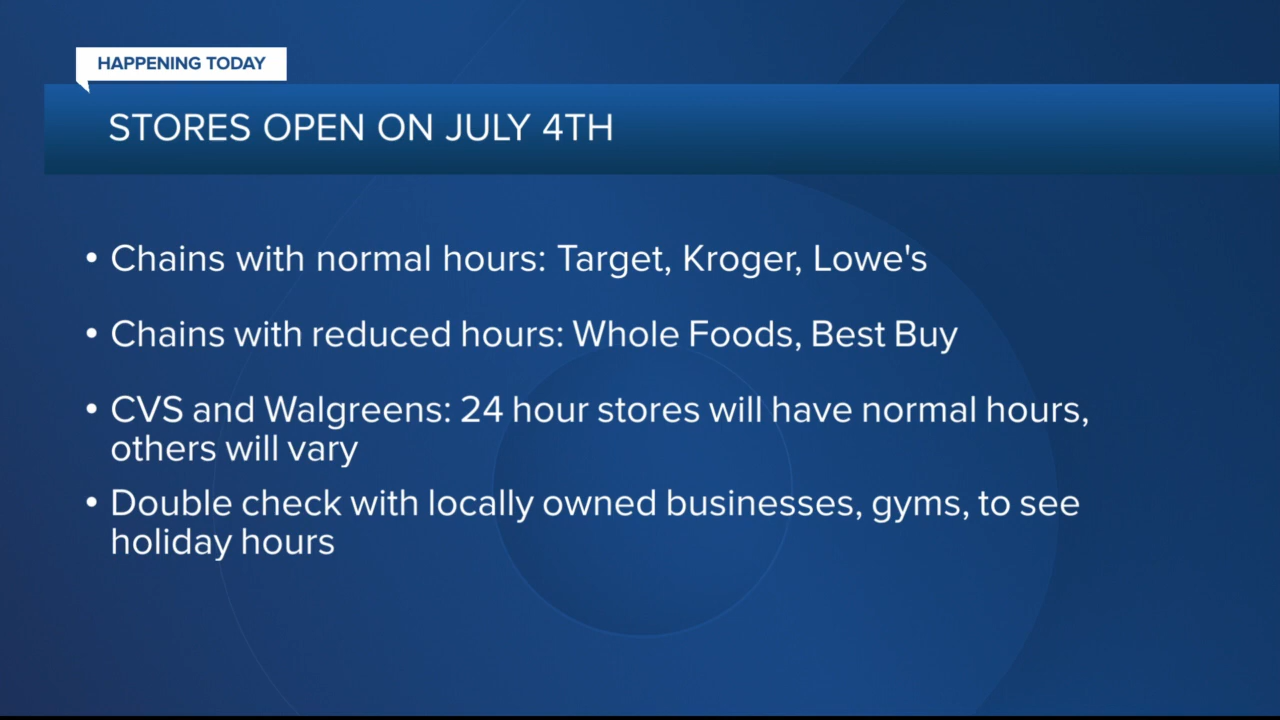 HAPPENING TODAY
STORES OPEN ON JULY 4TH
• Chains with normal hours: Target, Kroger, Lowe's
• Chains with reduced hours: Whole Foods, Best Buy
• CVS and Walgreens: 24 hour stores will have normal hours,
others will vary
• Double check with locally owned businesses, gyms, to see
holiday hours